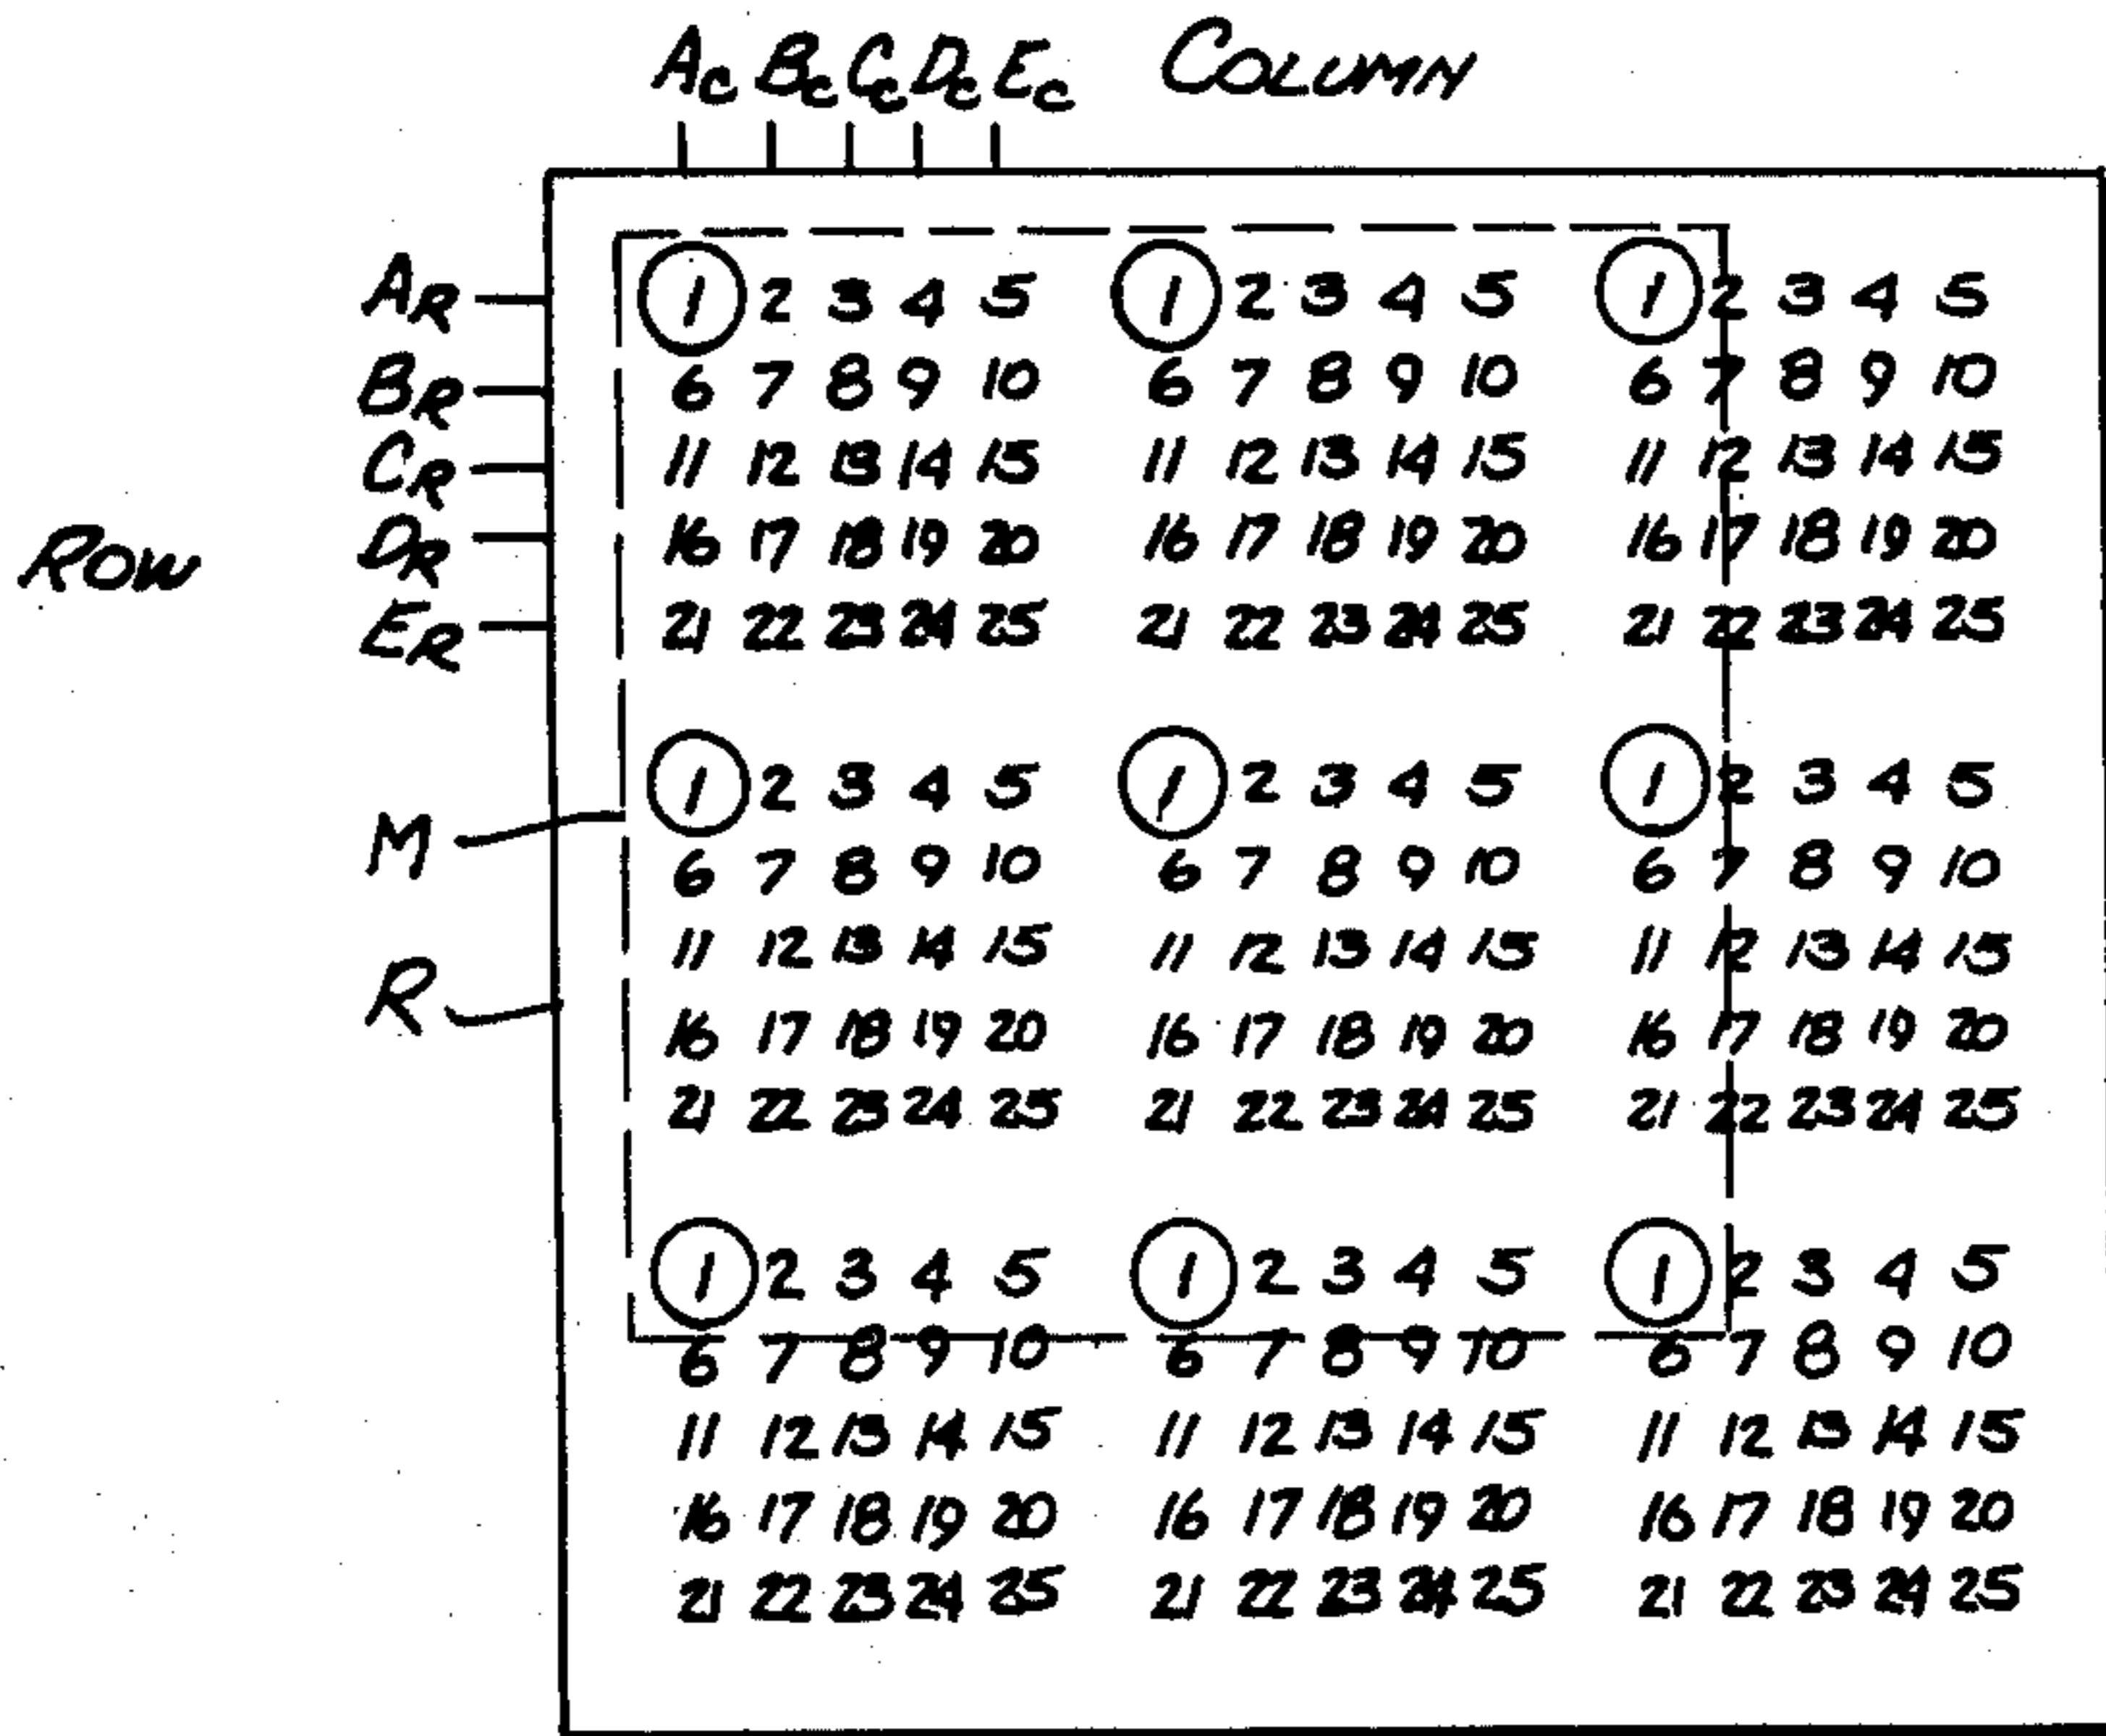 Ac Bc Cc Dc Ec COLUMN
AR 1 2 3 4 5 1 2 3 4 5 1 2 3 4 5
BR 6 7 8 9 10 6 7 8 9 10 6 7 8 9 10
CR 11 12 13 14 15 11 12 13 14 15 11 12 13 14 15
ROW DR 16 17 18 19 20 16 17 18 19 20 16 17 18 19 20
ER 21 22 23 24 25 21 22 23 24 25 21 22 23 24 25
1 2 3 4 5 1 2 3 4 5 1 2 3 4 5
M 6 7 8 9 10 6 7 8 9 10 6 7 8 9 10
11 12 13 14 15 11 12 13 14 15 11 12 13 14 15
R 16 17 18 19 20 16 17 18 19 20 16 17 18 19 20
21 22 23 24 25 21 22 23 24 25 21 22 23 24 25
1 2 3 4 5 1 2 3 4 5 1 2 3 4 5
6 7 8 9 10 6 7 8 9 10 6 7 8 9 10
11 12 13 14 15 11 12 13 14 15 11 12 13 14 15
16 17 18 19 20 16 17 18 19 20 16 17 18 19 20
21 22 23 24 25 21 22 23 24 25 21 22 23 24 25